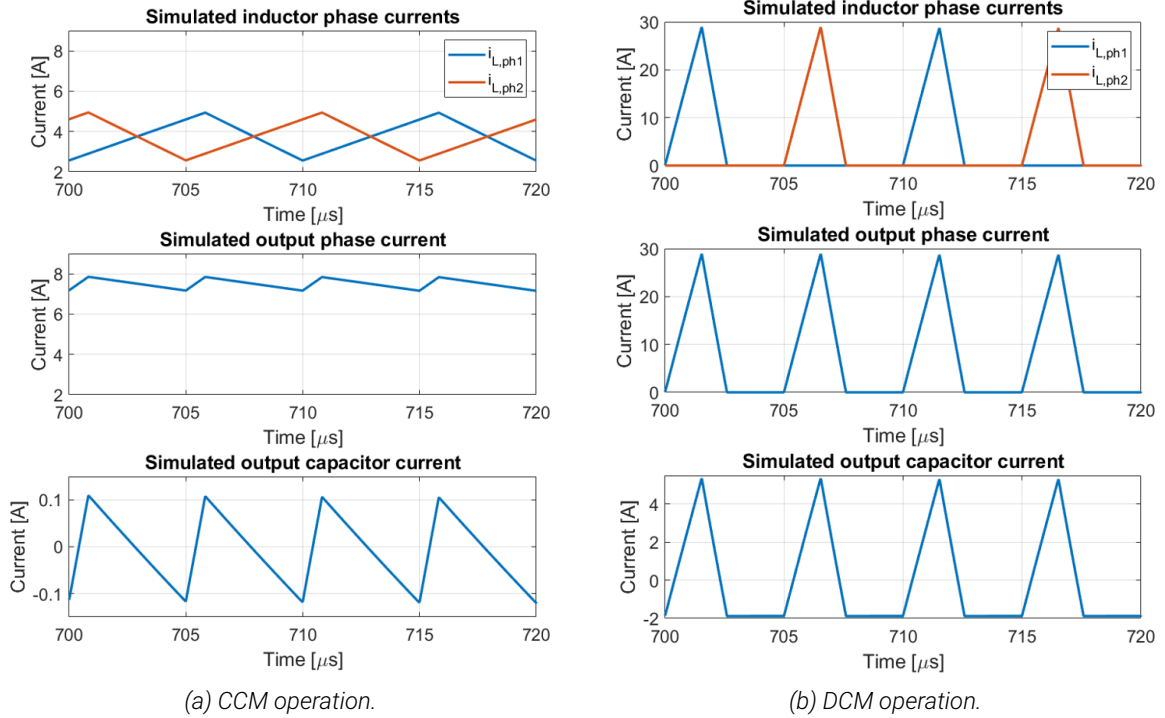 Simulated inductor phase currents
8
6
4
2
Current [A]
i_L,ph1
i_L,ph2
700 705 710 715 720
Time [μs]
Simulated output phase current
8
6
4
2
Current [A]
700 705 710 715 720
Time [μs]
Simulated output capacitor current
0.1
0
-0.1
Current [A]
700 705 710 715 720
Time [μs]
(a) CCM operation.
Simulated inductor phase currents
30
20
10
0
Current [A]
i_L,ph1
i_L,ph2
700 705 710 715 720
Time [μs]
Simulated output phase current
30
20
10
0
Current [A]
700 705 710 715 720
Time [μs]
Simulated output capacitor current
4
2
0
-2
Current [A]
700 705 710 715 720
Time [μs]
(b) DCM operation.